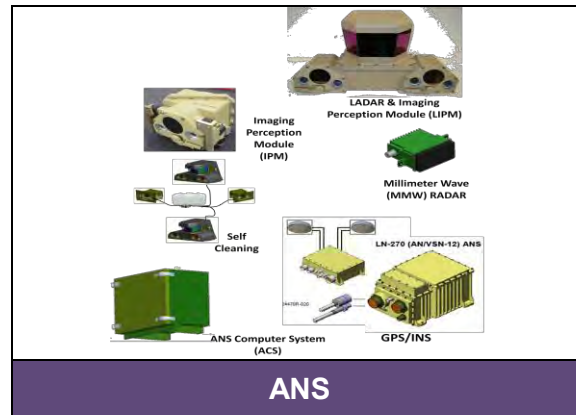 LADAR & Imaging
Perception Module (LIPM)
Imaging
Perception
Module
(IPM)
Millimeter Wave
(MMW) RADAR
Self
Cleaning
LN-270 (AN/VSN-12) ANS
ANS Computer System
(ACS)
GPS/INS
ANS